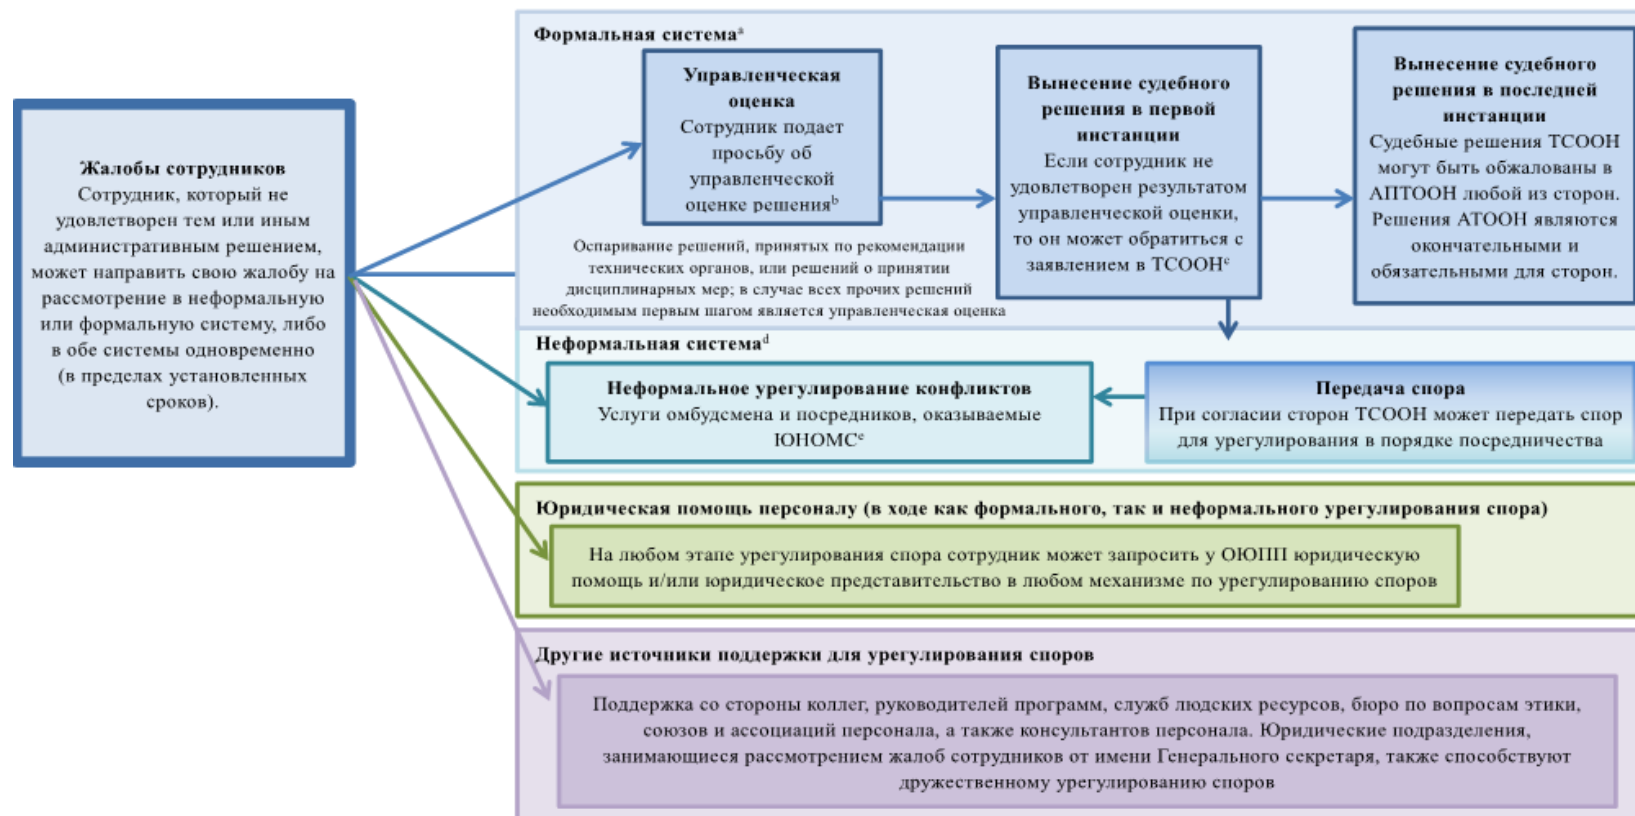 Жалобы сотрудников
Сотрудник, который не
удовлетворен тем или иным
административным решением,
может направить свою жалобу на
рассмотрение в неформальную
или формальную систему, либо
в обе системы одновременно
(в пределах установленных
сроков).
Формальная системаᵃ
Управленческая
оценка
Сотрудник подает
просьбу об
управленческой
оценке решенияᵇ
Вынесение судебного
решения в первой
инстанции
Если сотрудник не
удовлетворен результатом
управленческой оценки,
то он может обратиться с
заявлением в ТСООНᶜ
Вынесение судебного
решения в последней
инстанции
Судебные решения ТСООН
могут быть обжалованы в
АПТООН любой из сторон.
Решения АТООН являются
окончательными и
обязательными для сторон.
Оспаривание решений, принятых по рекомендации
технических органов, или решений о принятии
дисциплинарных мер; в случае всех прочих решений
необходимым первым шагом является управленческая оценка
Неформальная системаᵈ
Неформальное урегулирование конфликтов
Услуги омбудсмена и посредников, оказываемые
ЮНОМСᵉ
Передача спора
При согласии сторон ТСООН может передать спор
для урегулирования в порядке посредничества
Юридическая помощь персоналу (в ходе как формального, так и неформального урегулирования спора)
На любом этапе урегулирования спора сотрудник может запросить у ОЮПП юридическую
помощь и/или юридическое представительство в любом механизме по урегулированию споров
Другие источники поддержки для урегулирования споров
Поддержка со стороны коллег, руководителей программ, служб людских ресурсов, бюро по вопросам этики,
союзов и ассоциаций персонала, а также консультантов персонала. Юридические подразделения,
занимающиеся рассмотрением жалоб сотрудников от имени Генерального секретаря, также способствуют
дружественному урегулированию споров